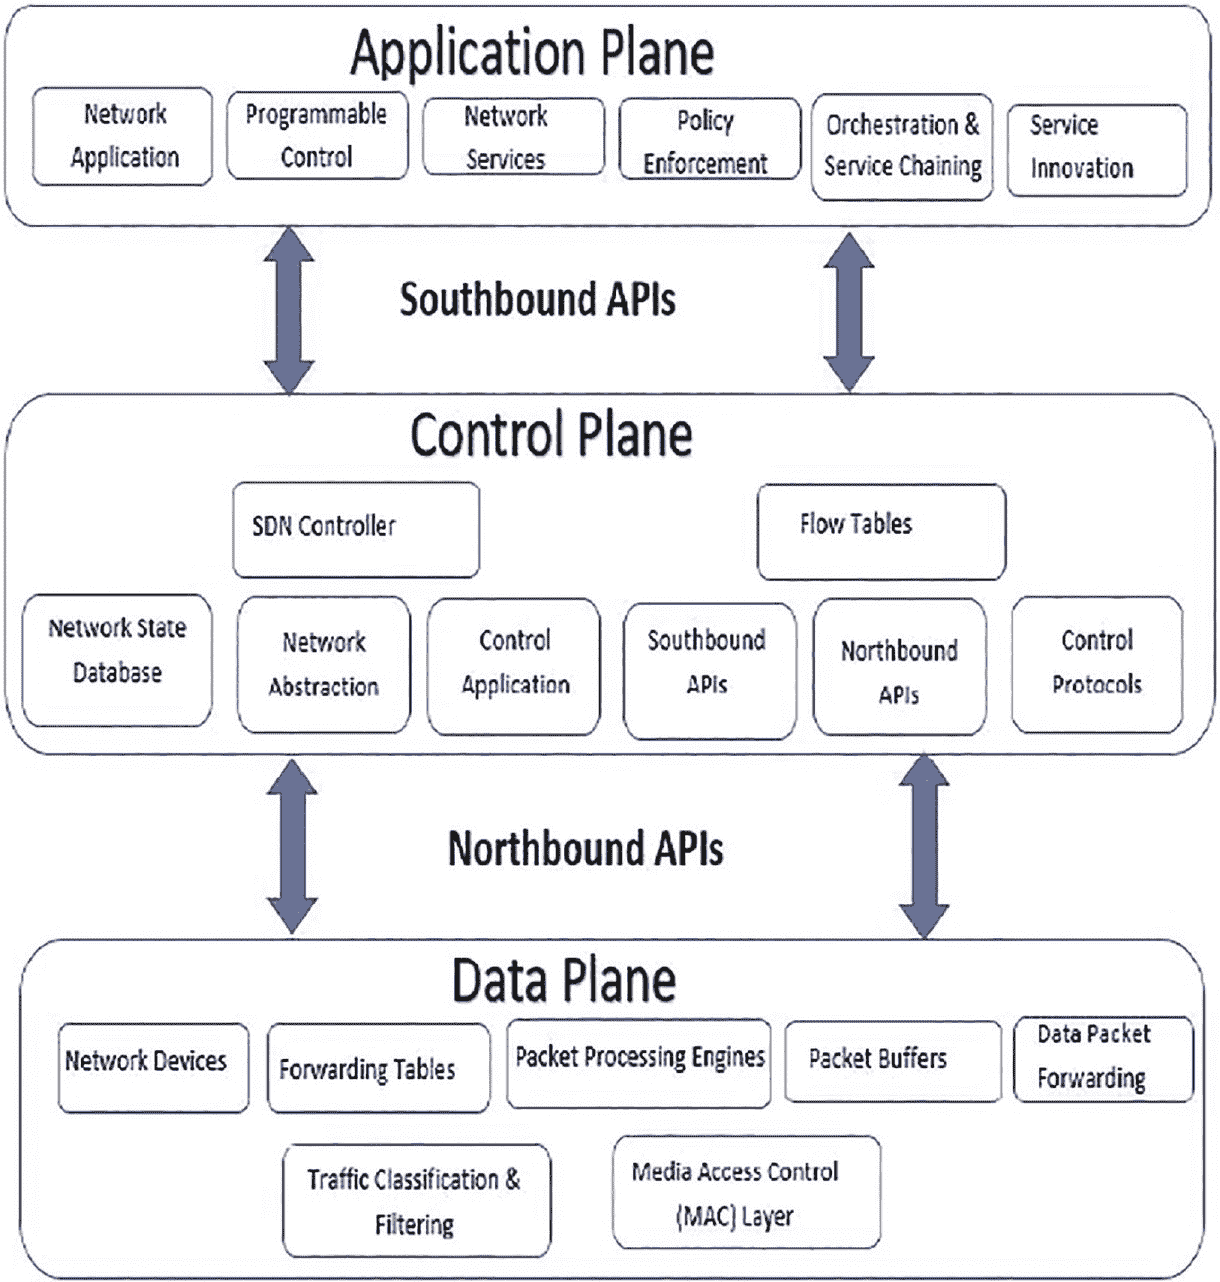 Application Plane
Network
Application
Programmable
Control
Network
Services
Policy
Enforcement
Orchestration &
Service Chaining
Service
Innovation
Southbound APIs
Control Plane
SDN Controller
Flow Tables
Network State
Database
Network
Abstraction
Control
Application
Southbound
APIs
Northbound
APIs
Control
Protocols
Northbound APIs
Data Plane
Network Devices
Forwarding Tables
Packet Processing Engines
Packet Buffers
Data Packet
Forwarding
Traffic Classification &
Filtering
Media Access Control
(MAC) Layer